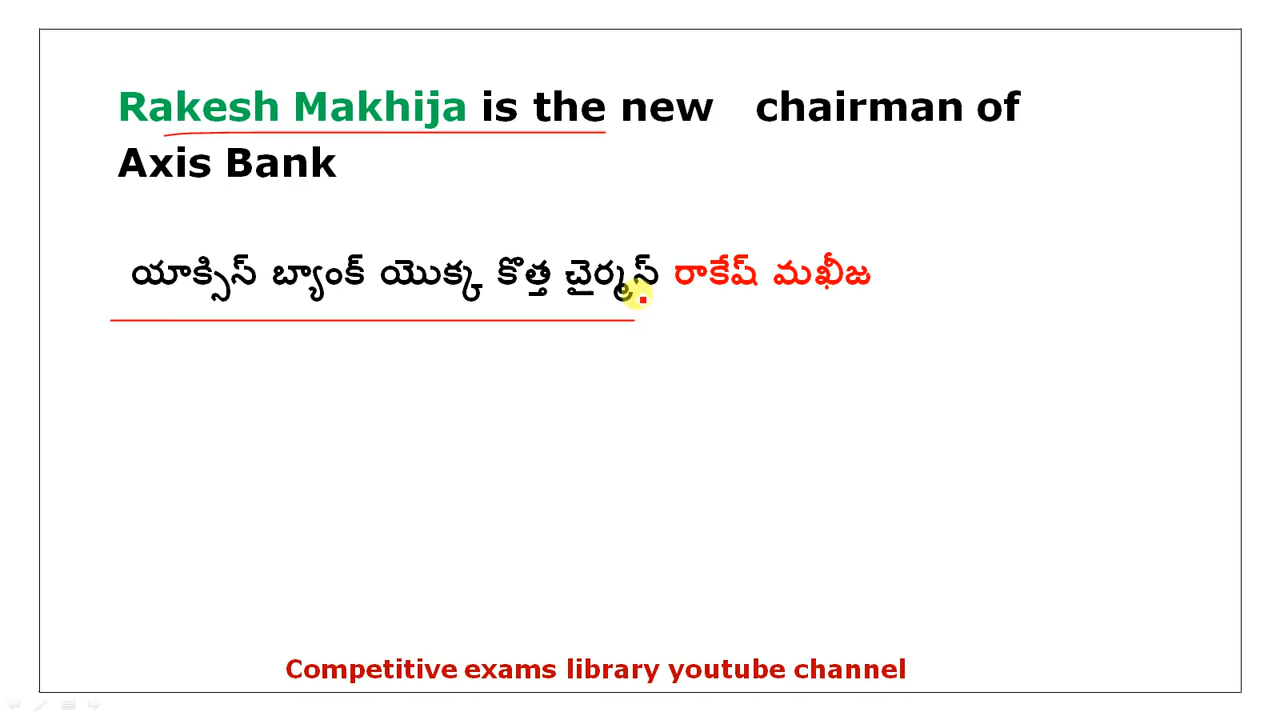 Rakesh Makhija is the new chairman of
Axis Bank
యాక్సిస్ బ్యాంక్ యొక్క కొత్త చైర్మన్ రాకేష్ మఖీజ
Competitive exams library youtube channel